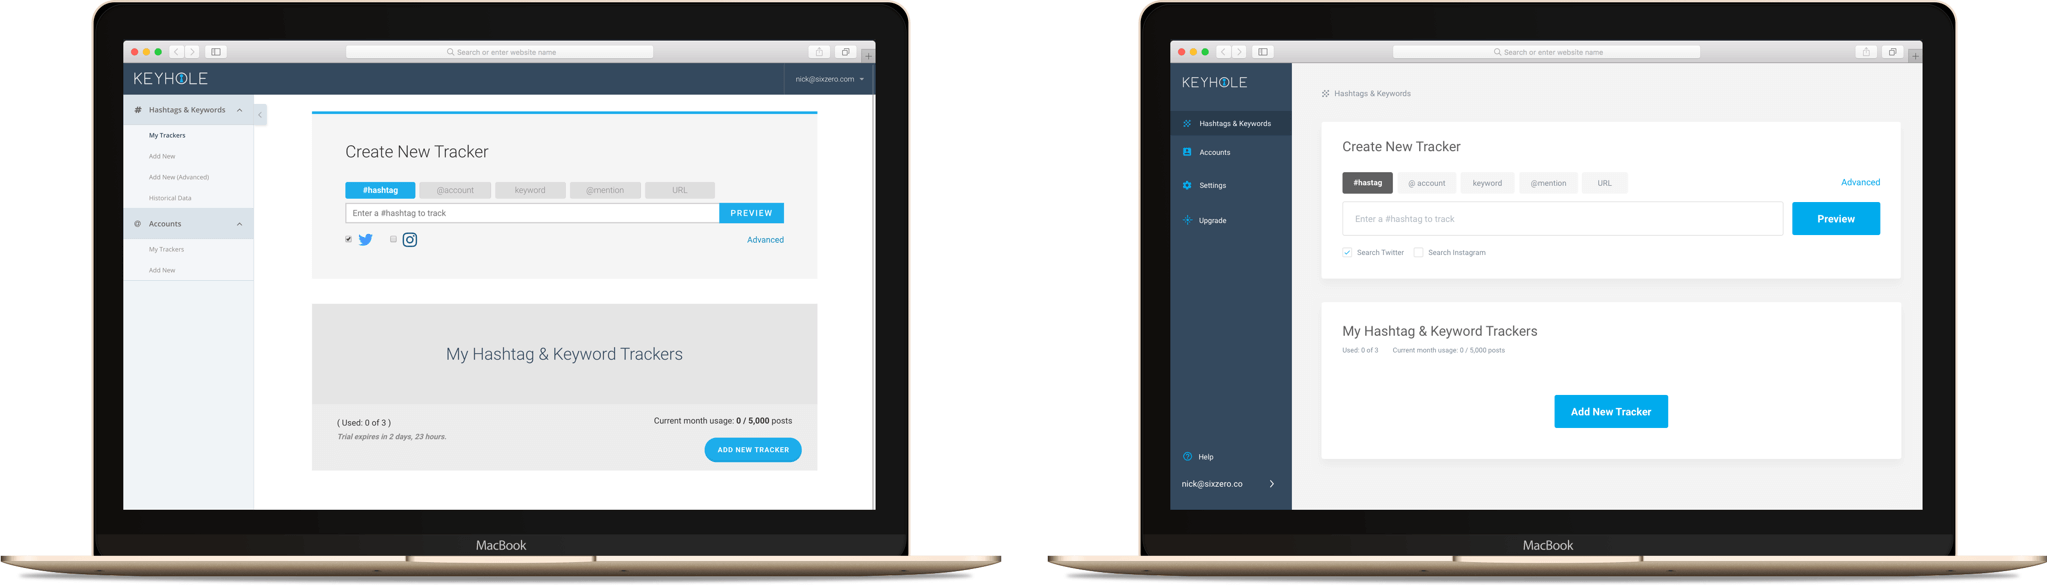 Search or enter website name
KEYHOLE
nick@sixzero.com
# Hashtags & Keywords
My Trackers
Add New
Add New (Advanced)
Historical Data
@ Accounts
My Trackers
Add New
Create New Tracker
#hashtag @account keyword @mention URL
Enter a #hashtag to track PREVIEW
Advanced
My Hashtag & Keyword Trackers
( Used: 0 of 3 )
Trial expires in 2 days, 23 hours.
Current month usage: 0 / 5,000 posts
ADD NEW TRACKER
MacBook
Search or enter website name
KEYHOLE
Hashtags & Keywords
Accounts
Settings
Upgrade
Help
nick@sixzero.co
Hashtags & Keywords
Create New Tracker
#hastag @ account keyword @mention URL
Advanced
Enter a #hashtag to track Preview
Search Twitter Search Instagram
My Hashtag & Keyword Trackers
Used: 0 of 3 Current month usage: 0 / 5,000 posts
Add New Tracker
MacBook